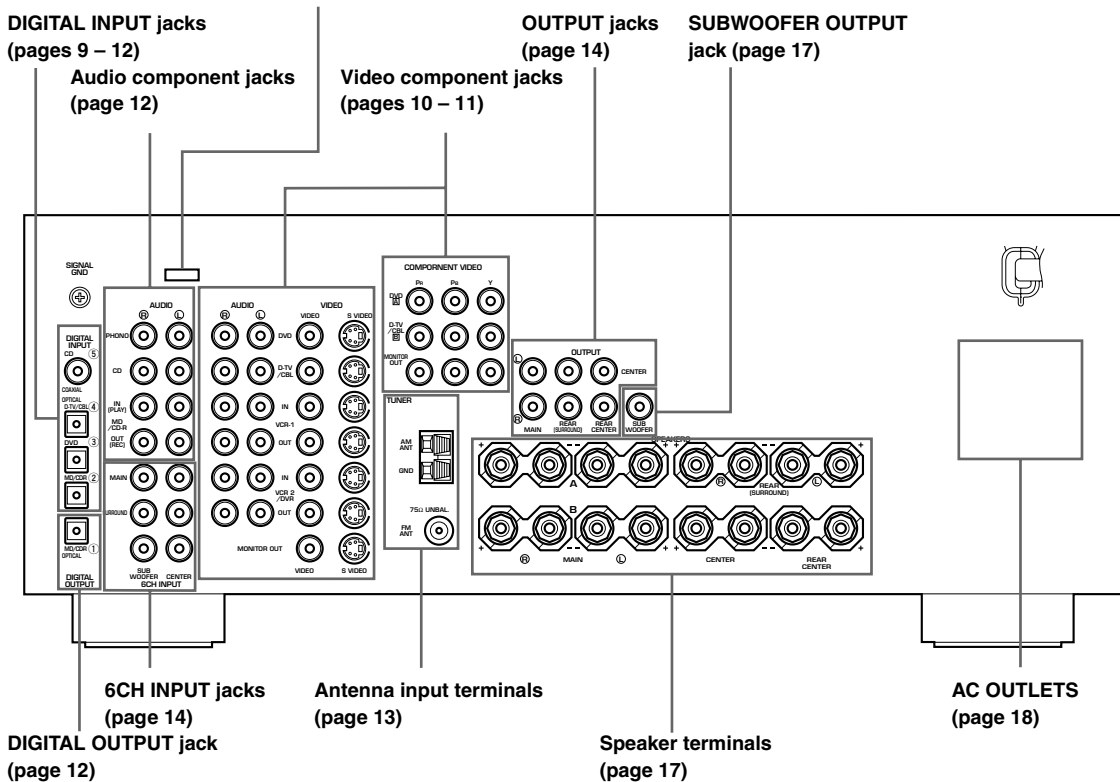 DIGITAL INPUT jacks
(pages 9 – 12)
OUTPUT jacks
(page 14)
SUBWOOFER OUTPUT
jack (page 17)
Audio component jacks
(page 12)
Video component jacks
(pages 10 – 11)
SIGNAL
GND
DIGITAL
INPUT
CD ⑤
COAXIAL
OPTICAL
D-TV/CBL ④
DVD ③
MD/CDR ②
MD/CDR ①
OPTICAL
DIGITAL
OUTPUT
AUDIO
Ⓡ Ⓛ
PHONO
CD
IN
(PLAY)
MD
/CD-R
OUT
(REC)
MAIN
SURROUND
SUB
WOOFER CENTER
6CH INPUT
AUDIO VIDEO
Ⓡ Ⓛ VIDEO S VIDEO
DVD
D-TV
/CBL
IN
VCR-1
OUT
IN
VCR 2
/DVR
OUT
MONITOR OUT
VIDEO S VIDEO
COMPORNENT VIDEO
PR PB Y
DVD
A
D-TV
/CBL
B
MONITOR
OUT
TUNER
AM
ANT
GND
75Ω UNBAL.
FM
ANT
OUTPUT
Ⓛ CENTER
Ⓡ
MAIN
REAR
(SURROUND)
REAR
CENTER
SUB
WOOFER
SPEAKERS
+ – – + + – – +
A
Ⓡ REAR Ⓛ
(SURROUND)
B
+ – – + + – – +
Ⓡ MAIN Ⓛ CENTER REAR
CENTER
6CH INPUT jacks
(page 14)
Antenna input terminals
(page 13)
AC OUTLETS
(page 18)
DIGITAL OUTPUT jack
(page 12)
Speaker terminals
(page 17)